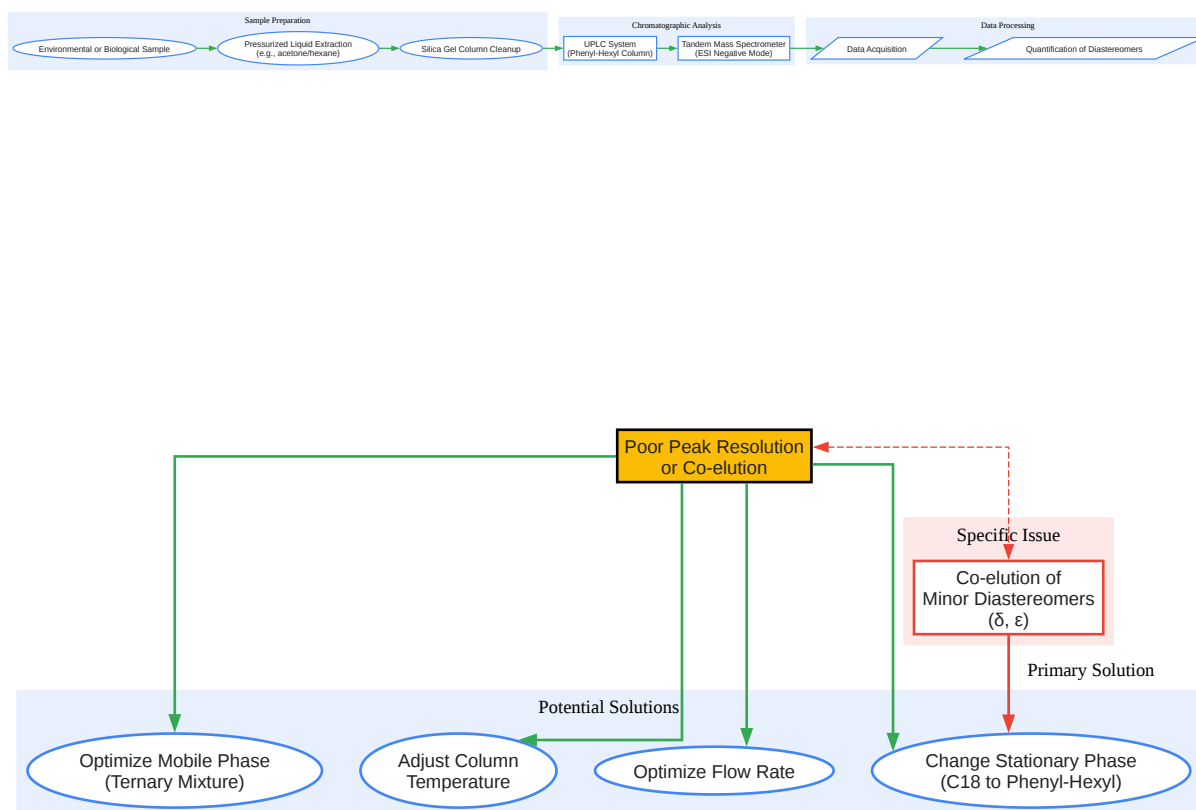 Sample Preparation
Chromatographic Analysis
Data Processing
Environmental or Biological Sample
Pressurized Liquid Extraction
(e.g., acetone/hexane)
Silica Gel Column Cleanup
UPLC System
(Phenyl-Hexyl Column)
Tandem Mass Spectrometer
(ESI Negative Mode)
Data Acquisition
Quantification of Diastereomers
Poor Peak Resolution
or Co-elution
Specific Issue
Co-elution of
Minor Diastereomers
(δ, ε)
Primary Solution
Potential Solutions
Optimize Mobile Phase
(Ternary Mixture)
Adjust Column
Temperature
Optimize Flow Rate
Change Stationary Phase
(C18 to Phenyl-Hexyl)